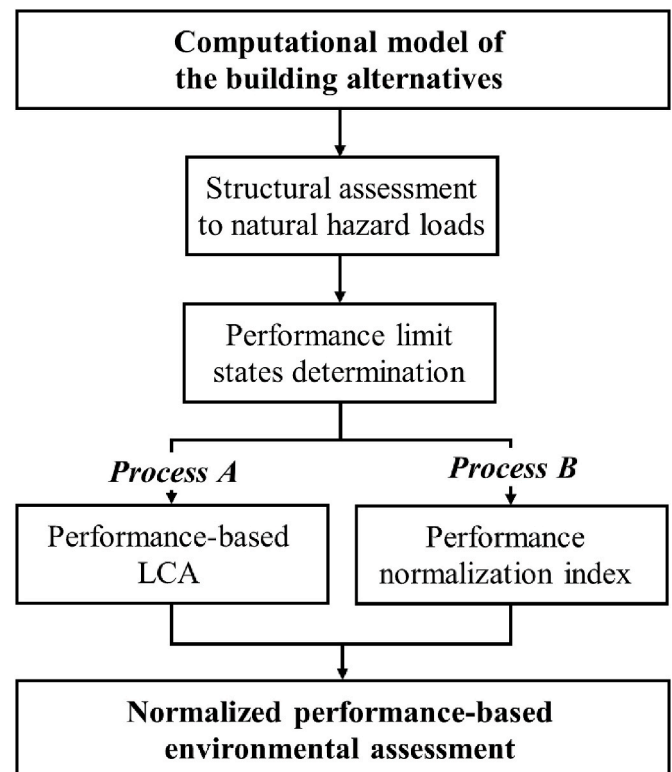 Computational model of
the building alternatives
Structural assessment
to natural hazard loads
Performance limit
states determination
Process A
Process B
Performance-based
LCA
Performance
normalization index
Normalized performance-based
environmental assessment